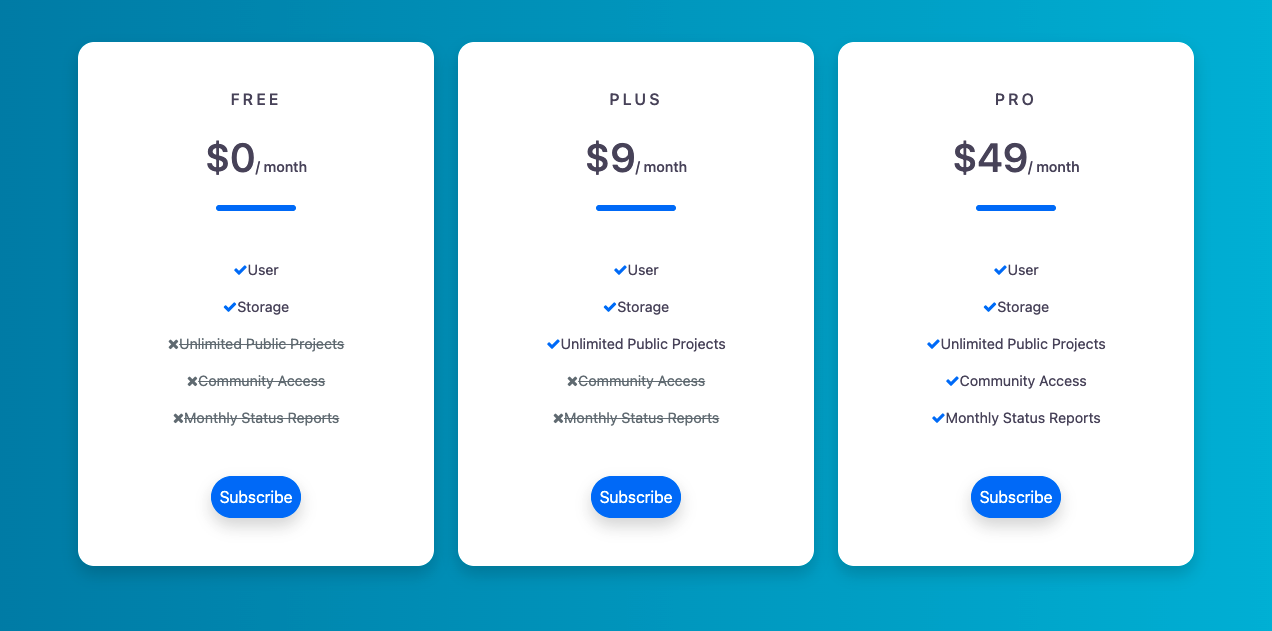 FREE
$0/ month
User
Storage
Unlimited Public Projects
Community Access
Monthly Status Reports
Subscribe
PLUS
$9/ month
User
Storage
Unlimited Public Projects
Community Access
Monthly Status Reports
Subscribe
PRO
$49/ month
User
Storage
Unlimited Public Projects
Community Access
Monthly Status Reports
Subscribe